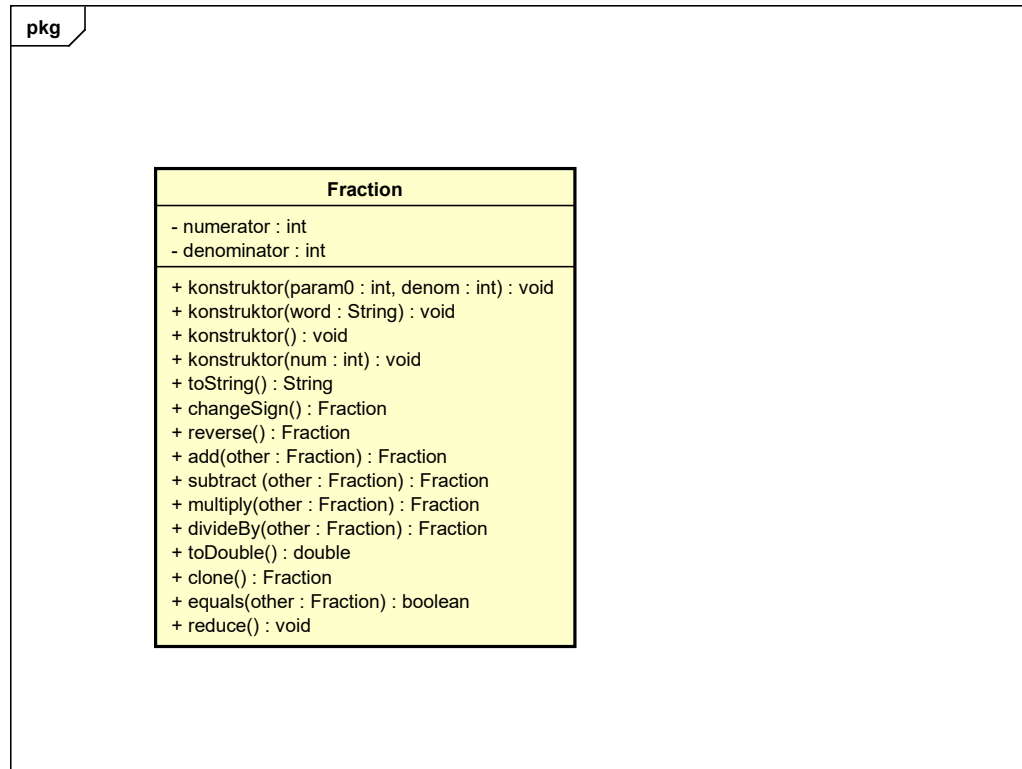 pkg
Fraction
- numerator : int
- denominator : int
+ konstruktor(param0 : int, denom : int) : void
+ konstruktor(word : String) : void
+ konstruktor() : void
+ konstruktor(num : int) : void
+ toString() : String
+ changeSign() : Fraction
+ reverse() : Fraction
+ add(other : Fraction) : Fraction
+ subtract (other : Fraction) : Fraction
+ multiply(other : Fraction) : Fraction
+ divideBy(other : Fraction) : Fraction
+ toDouble() : double
+ clone() : Fraction
+ equals(other : Fraction) : boolean
+ reduce() : void